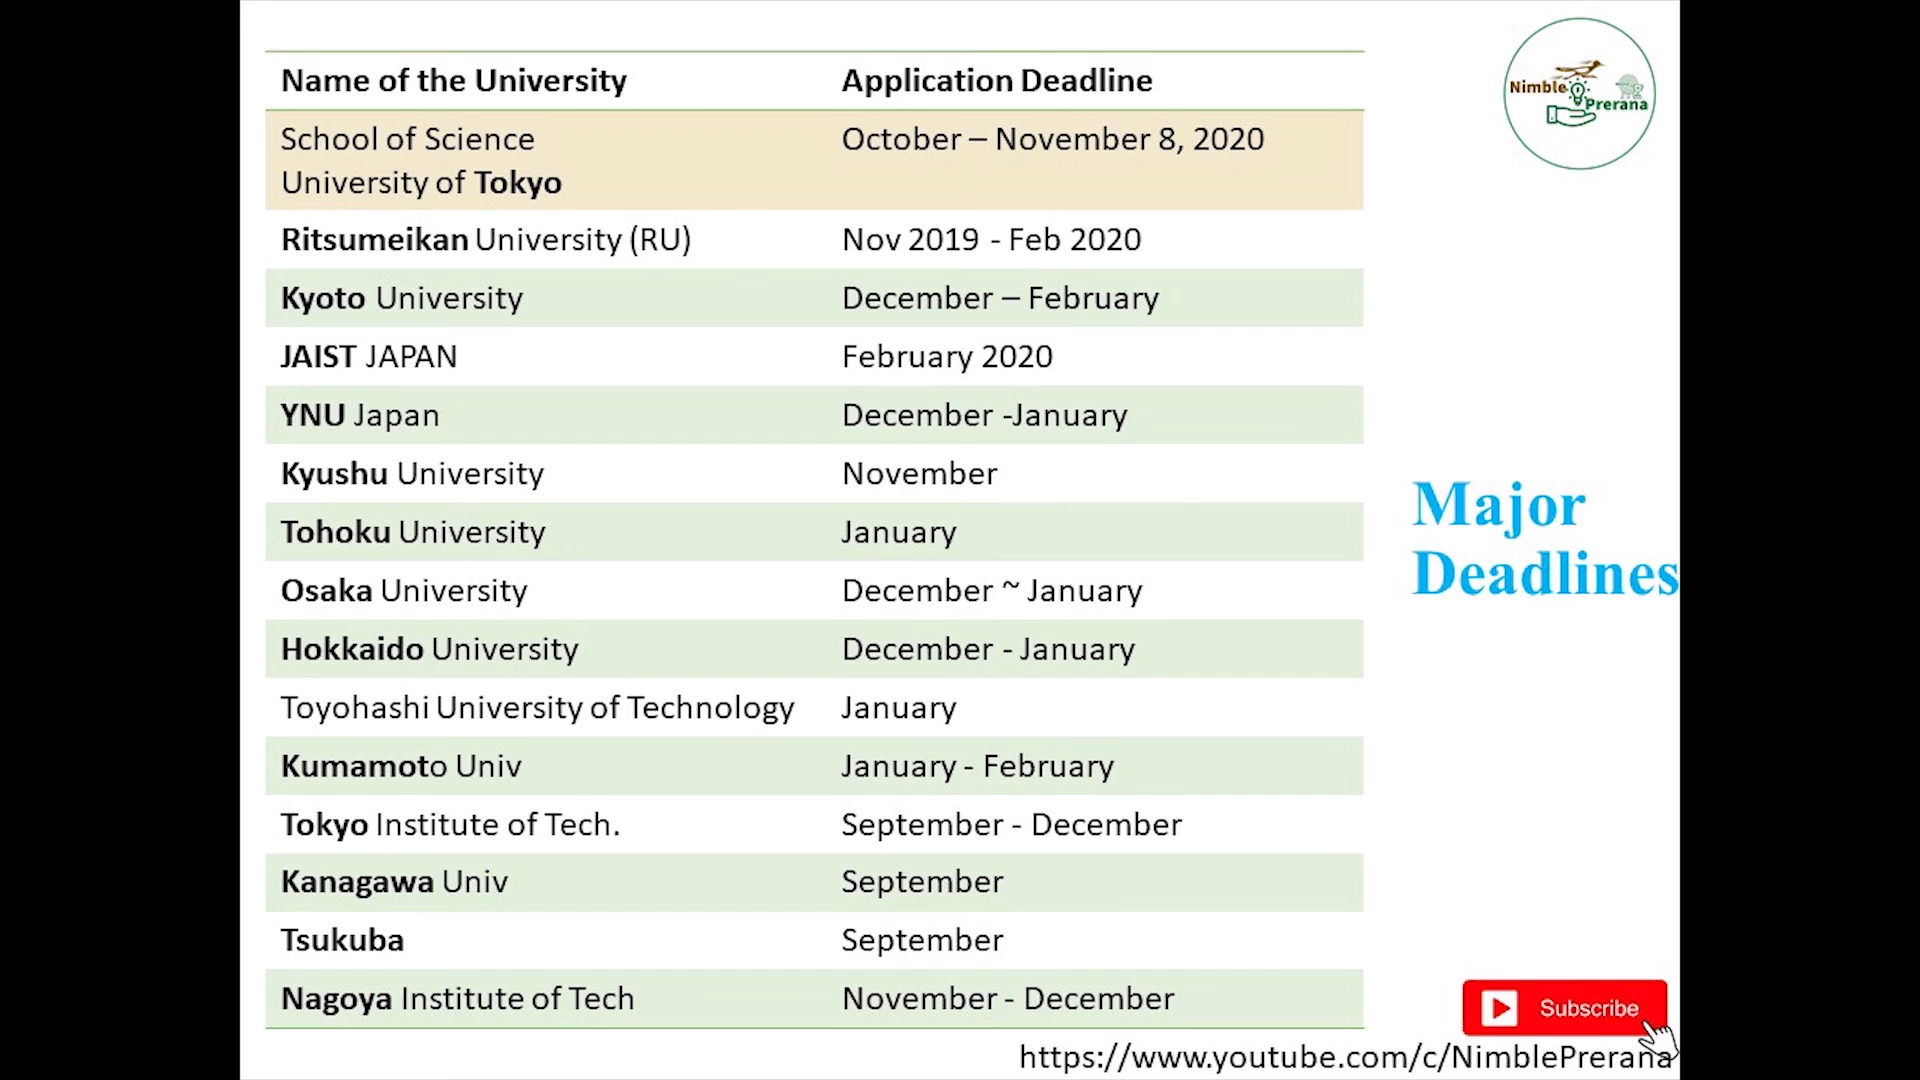 Name of the University Application Deadline
School of Science October – November 8, 2020
University of Tokyo
Ritsumeikan University (RU) Nov 2019 - Feb 2020
Kyoto University December – February
JAIST JAPAN February 2020
YNU Japan December -January
Kyushu University November
Tohoku University January
Osaka University December ~ January
Hokkaido University December - January
Toyohashi University of Technology January
Kumamoto Univ January - February
Tokyo Institute of Tech. September - December
Kanagawa Univ September
Tsukuba September
Nagoya Institute of Tech November - December
Nimble
Prerana
Major
Deadlines
Subscribe
https://www.youtube.com/c/NimblePrerana